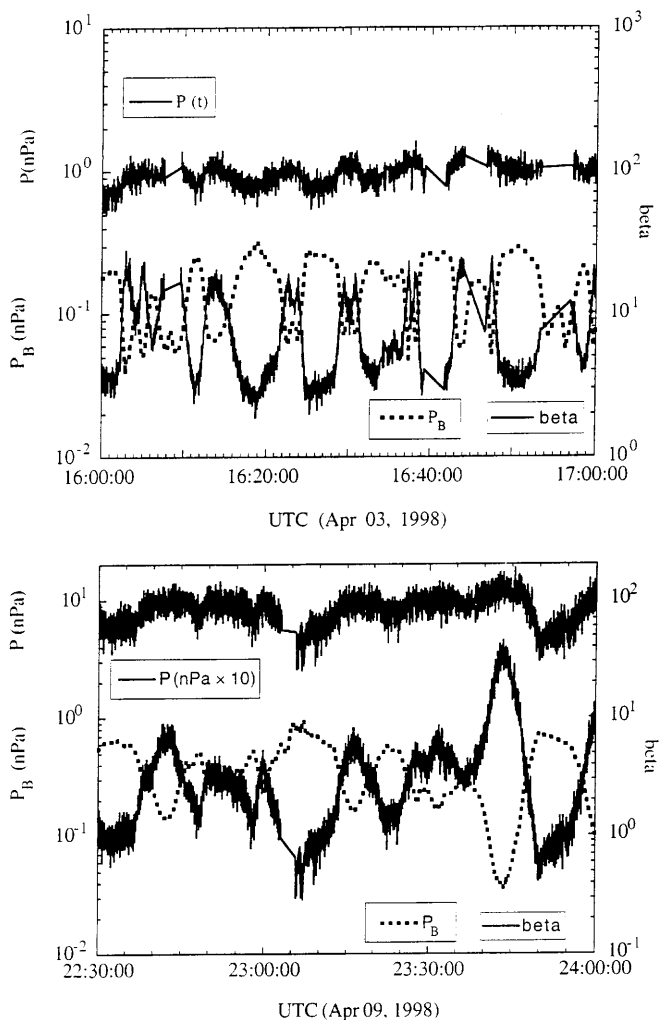 10^1
10^3
P (t)
P(nPa)
10^0
10^2
beta
P_B (nPa)
10^-1
10^1
P_B
beta
10^-2
10^0
16:00:00
16:20:00
16:40:00
17:00:00
UTC (Apr 03, 1998)
P (nPa)
10^1
10^2
P(nPa × 10)
P_B (nPa)
10^0
10^1
beta
10^-1
10^0
P_B
beta
10^-2
10^-1
22:30:00
23:00:00
23:30:00
24:00:00
UTC (Apr 09, 1998)